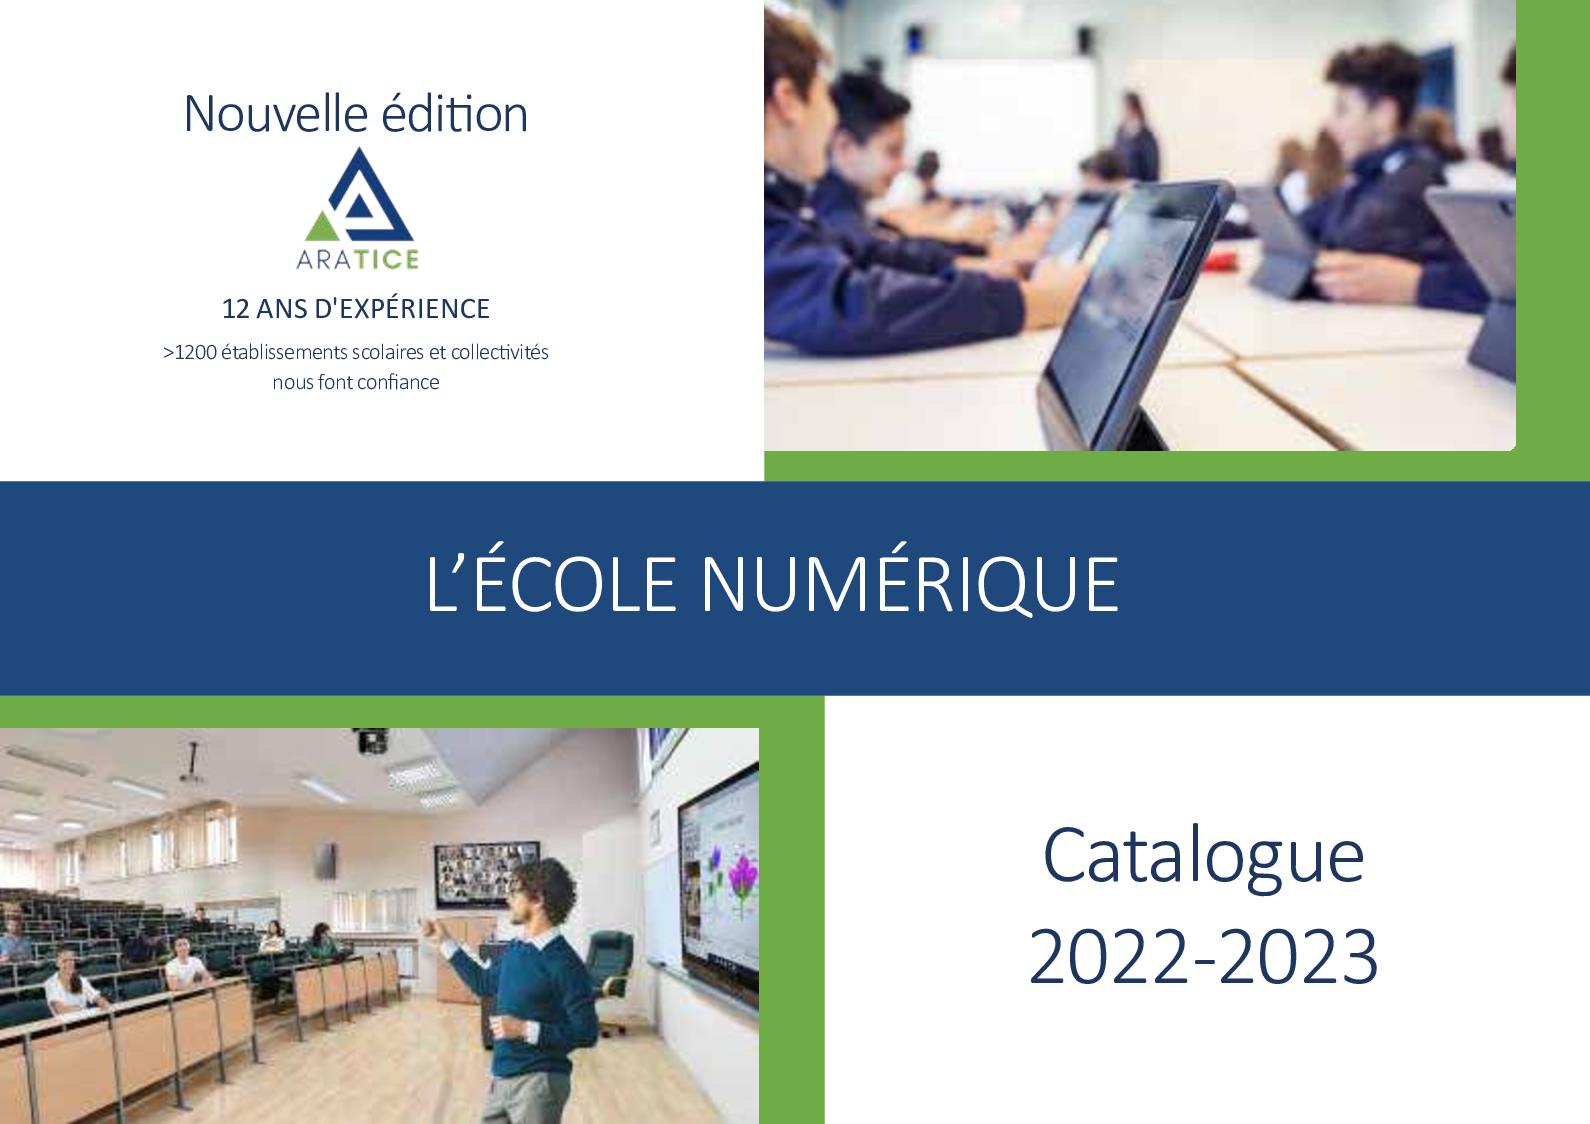 Nouvelle édition
ARATICE
12 ANS D'EXPÉRIENCE
>1200 établissements scolaires et collectivités
nous font confiance
L’ÉCOLE NUMÉRIQUE
Catalogue
2022-2023